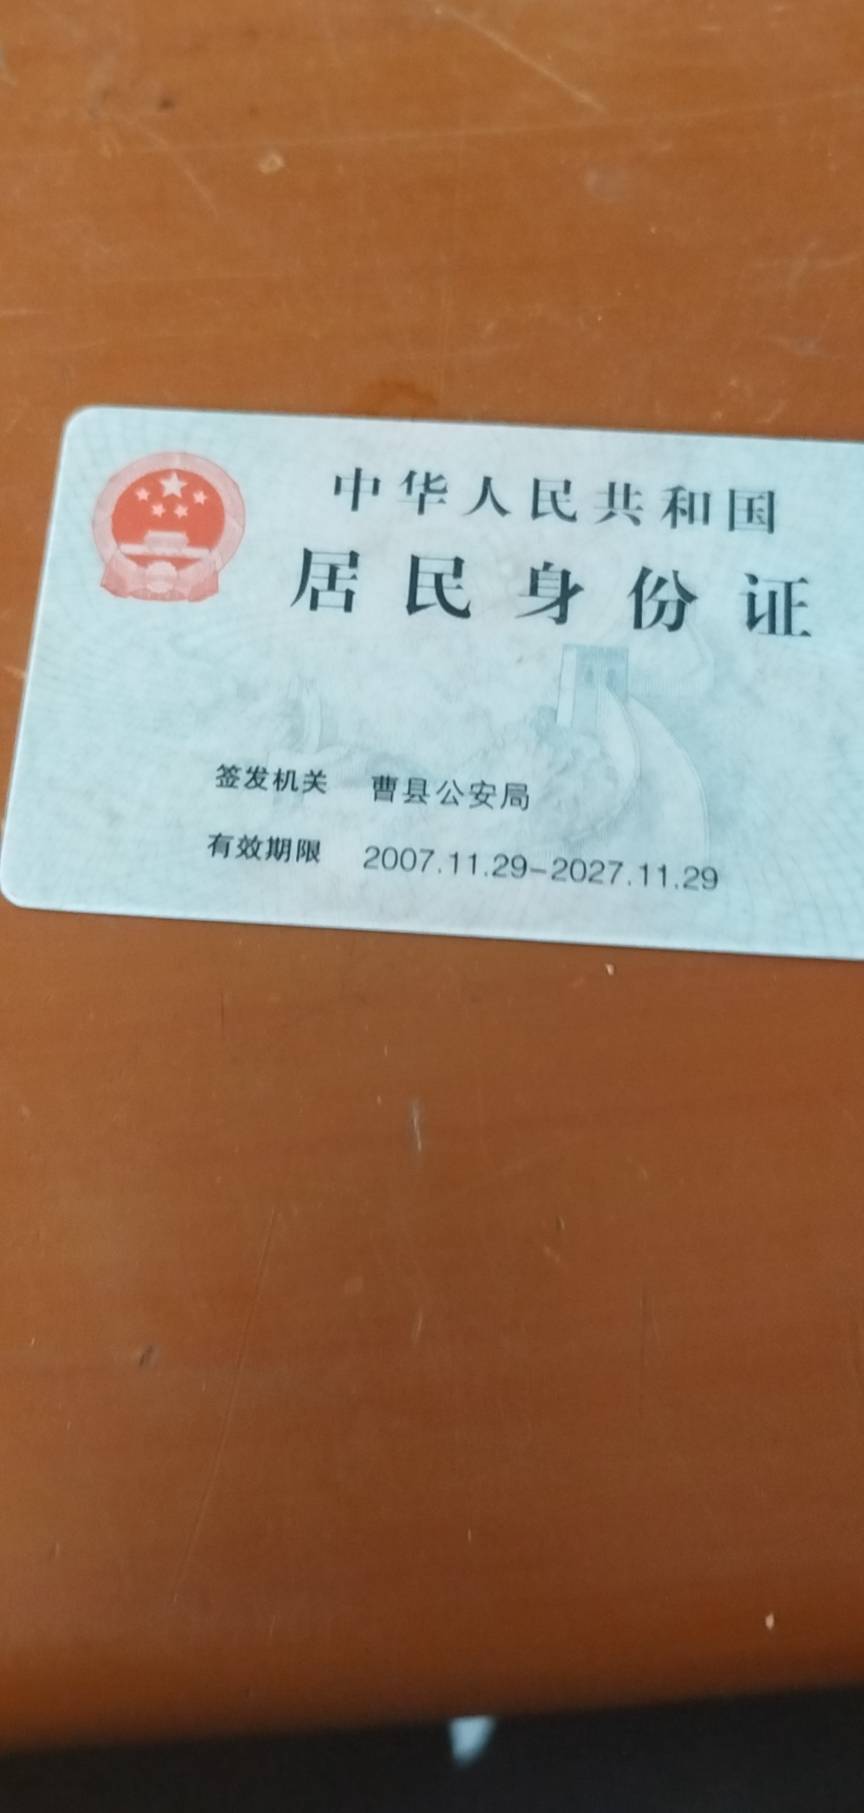 中华人民共和国
居民身份证
签发机关 曹县公安局
有效期限 2007.11.29-2027.11.29